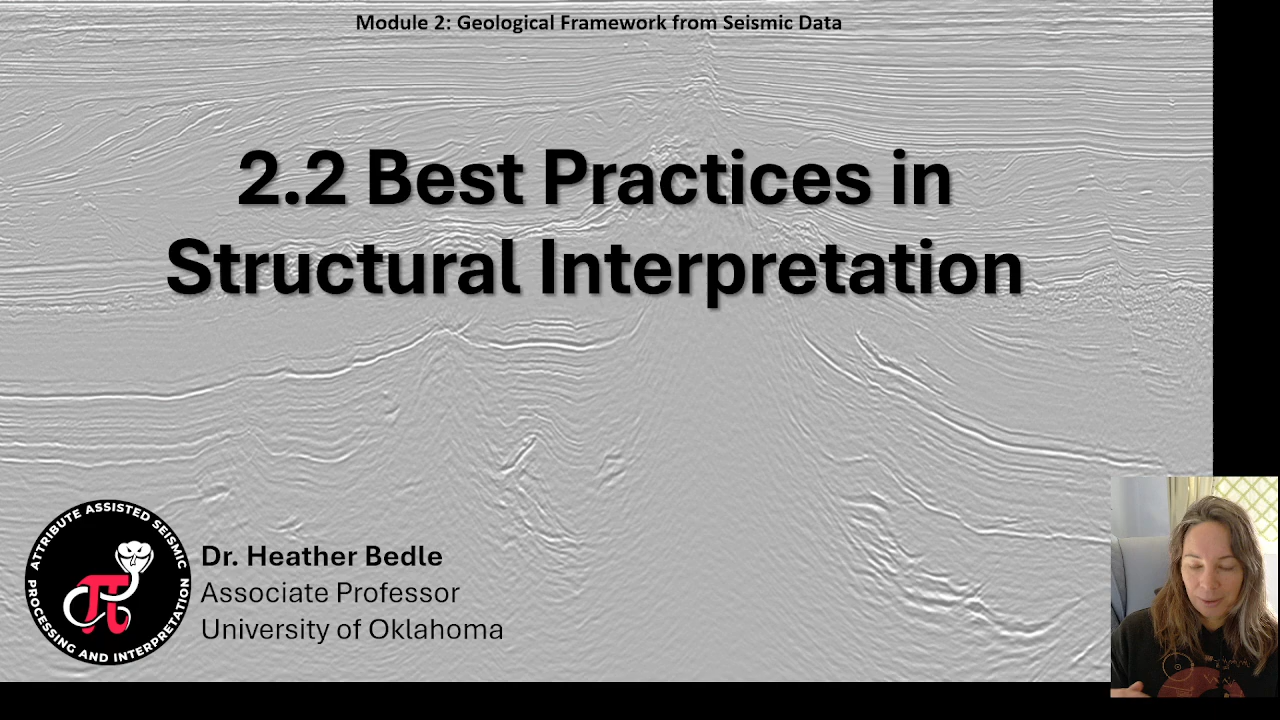 Module 2: Geological Framework from Seismic Data
2.2 Best Practices in
Structural Interpretation
ATTRIBUTE ASSISTED SEISMIC
PROCESSING AND INTERPRETATION
Dr. Heather Bedle
Associate Professor
University of Oklahoma